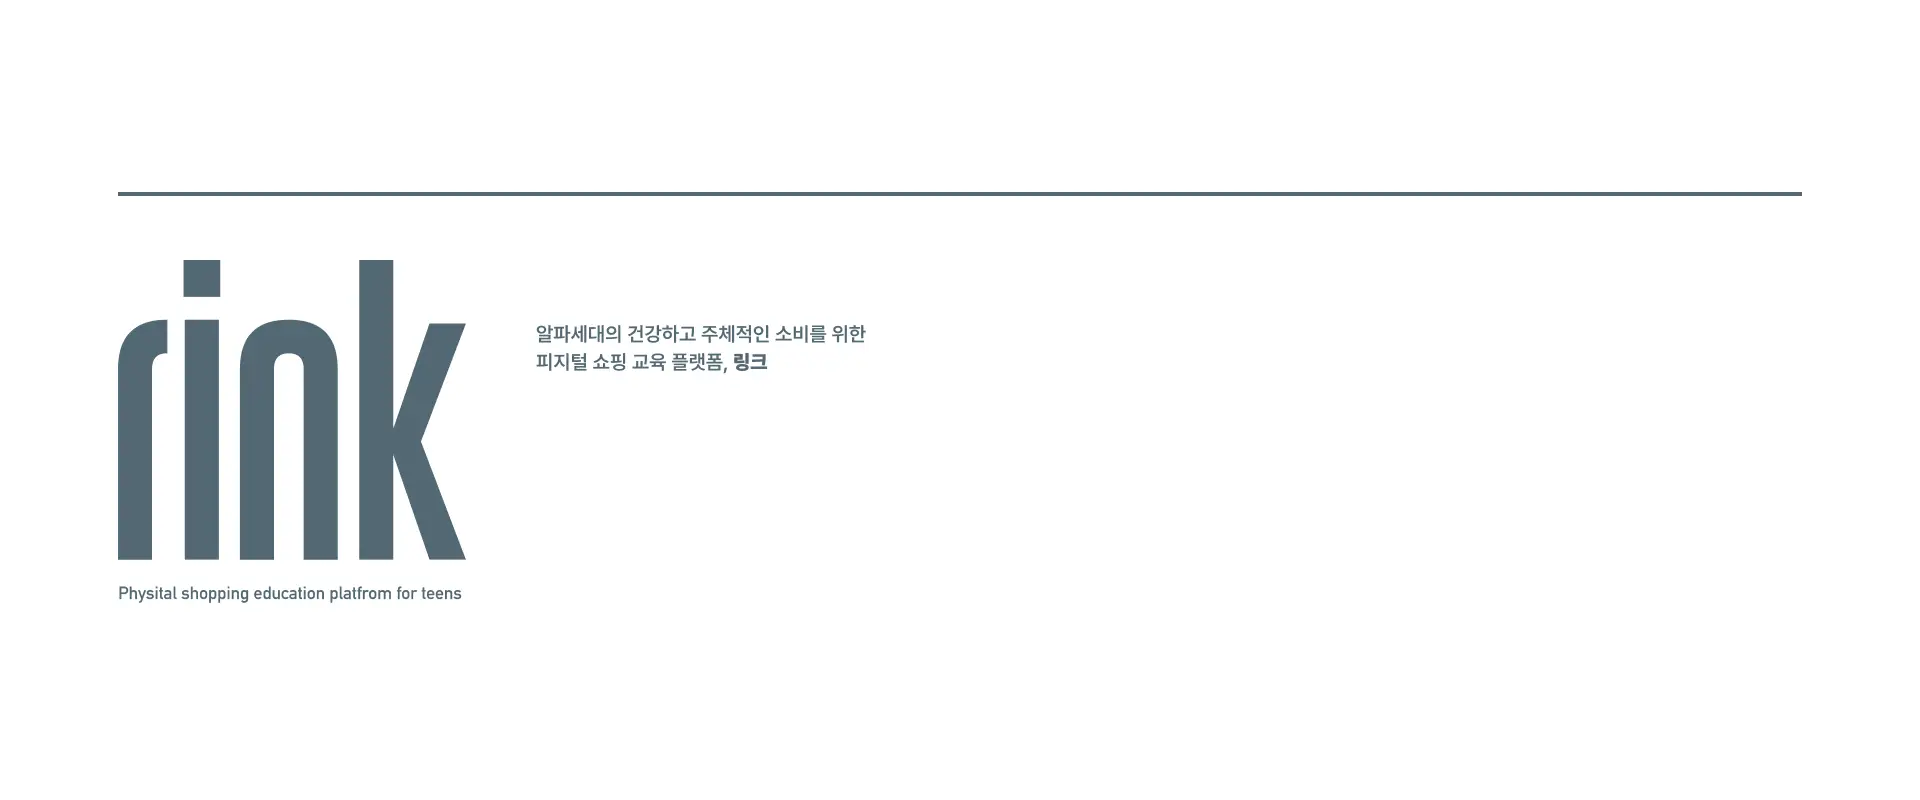 rink
알파세대의 건강하고 주체적인 소비를 위한
피지털 쇼핑 교육 플랫폼, 링크
Physital shopping education platfrom for teens